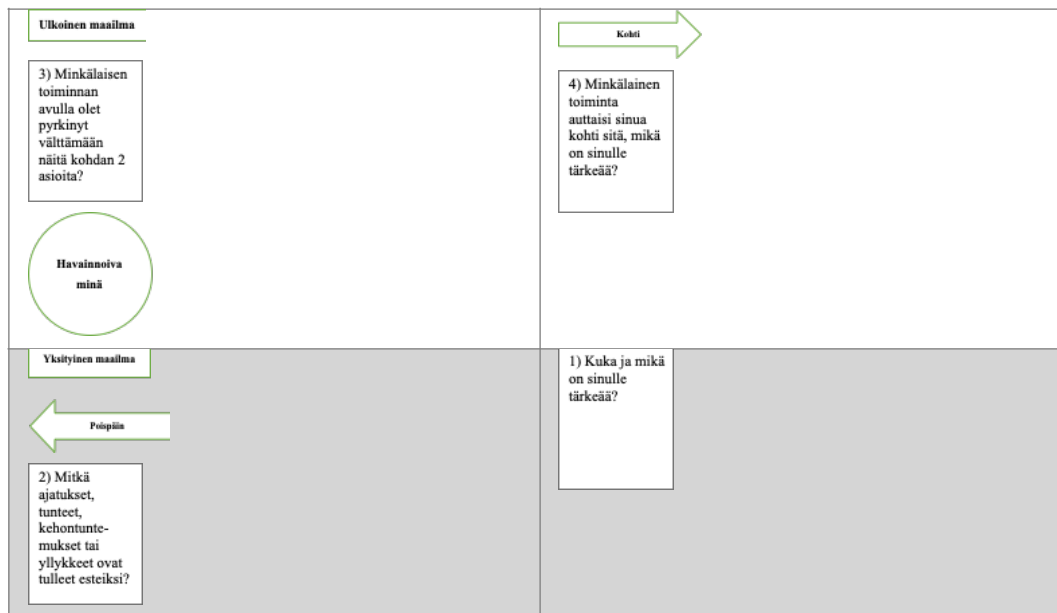 Ulkoinen maailma
3) Minkälaisen
toiminnan
avulla olet
pyrkinyt
välttämään
näitä kohdan 2
asioita?
Havainnoiva
minä
Kohti
4) Minkälainen
toiminta
auttaisi sinua
kohti sitä, mikä
on sinulle
tärkeää?
Yksityinen maailma
Poispäin
2) Mitkä
ajatukset,
tunteet,
kehontunte-
mukset tai
yllykkeet ovat
tulleet esteiksi?
1) Kuka ja mikä
on sinulle
tärkeää?